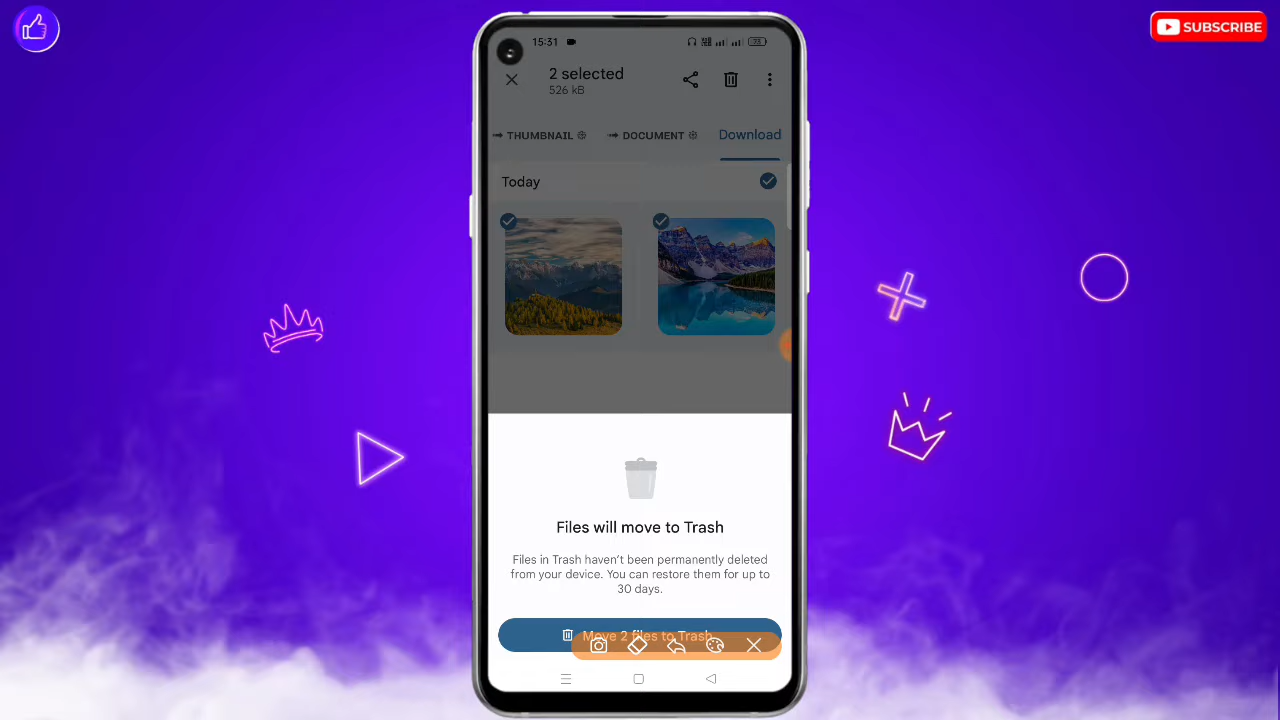 SUBSCRIBE
15:31
2 selected
526 kB
THUMBNAIL
DOCUMENT
Download
Today
Files will move to Trash
Files in Trash haven't been permanently deleted
from your device. You can restore them for up to
30 days.
Move 2 files to Trash